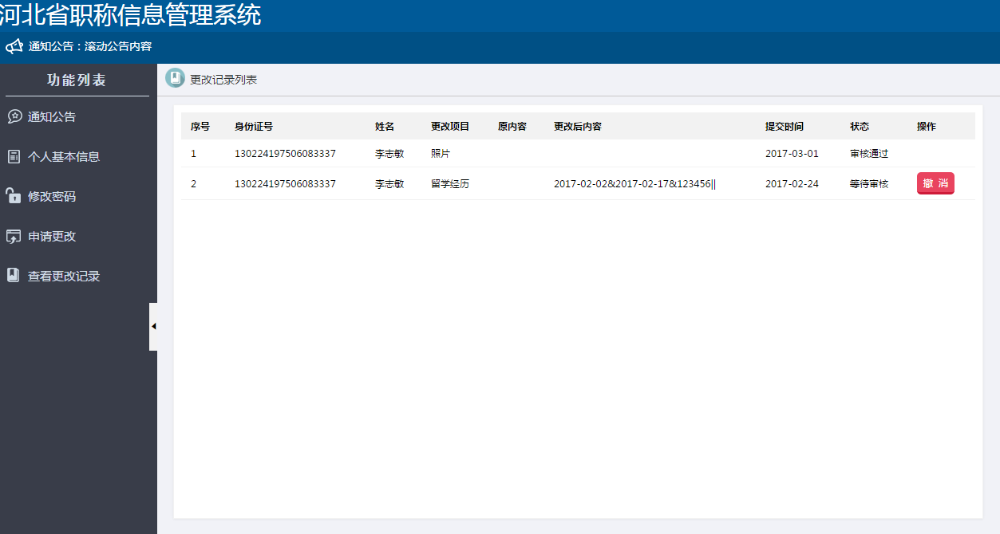 河北省职称信息管理系统
通知公告：滚动公告内容
功能列表
通知公告
个人基本信息
修改密码
申请更改
查看更改记录
更改记录列表
序号 身份证号 姓名 更改项目 原内容 更改后内容 提交时间 状态 操作
1 130224197506083337 李志敏 照片 2017-03-01 审核通过
2 130224197506083337 李志敏 留学经历 2017-02-02&2017-02-17&123456|| 2017-02-24 等待审核 撤 消